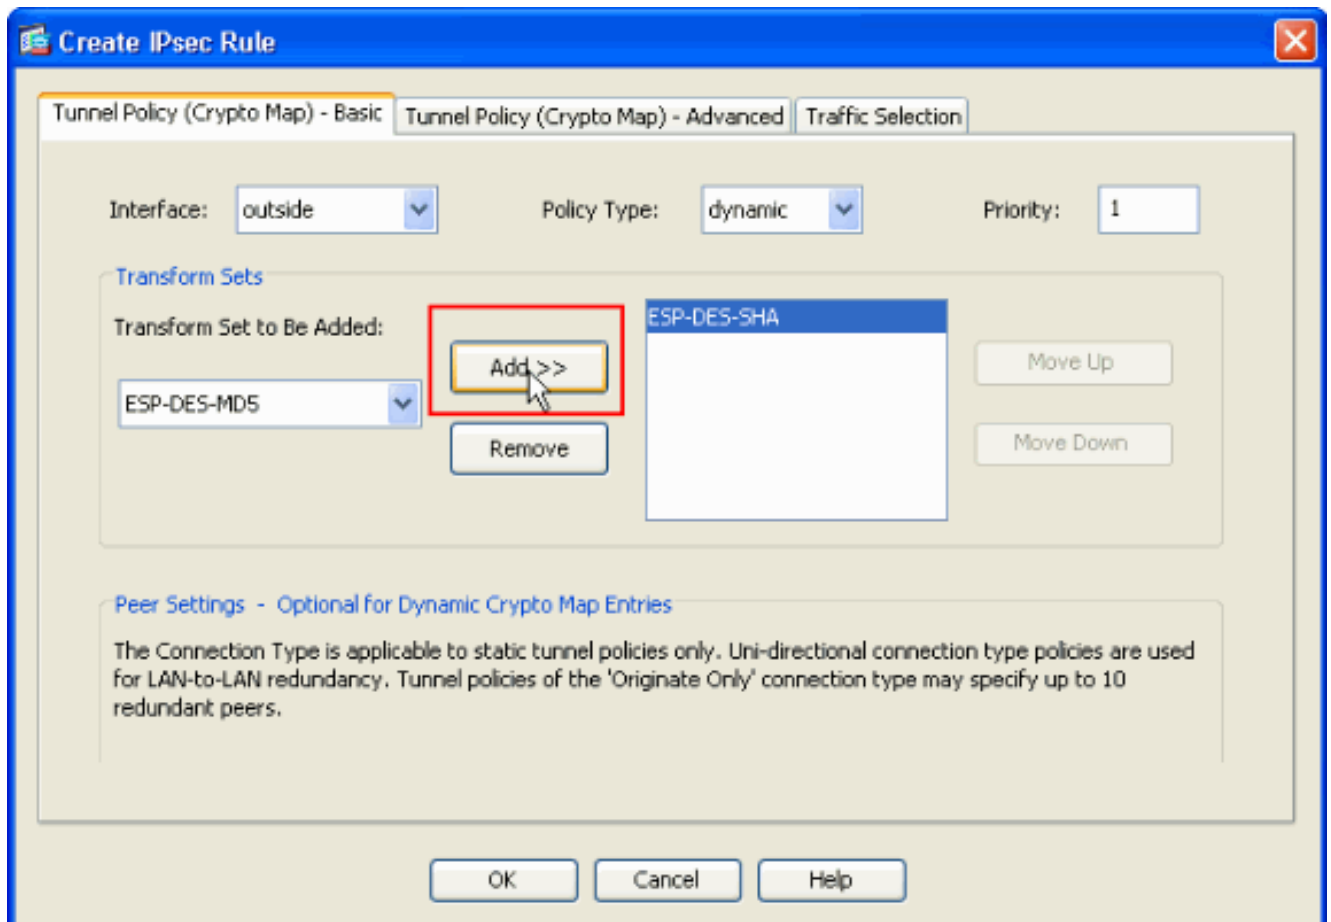 Create IPsec Rule
Tunnel Policy (Crypto Map) - Basic
Tunnel Policy (Crypto Map) - Advanced
Traffic Selection
Interface:
outside
Policy Type:
dynamic
Priority:
1
Transform Sets
Transform Set to Be Added:
ESP-DES-MD5
Add >>
Remove
ESP-DES-SHA
Move Up
Move Down
Peer Settings - Optional for Dynamic Crypto Map Entries
The Connection Type is applicable to static tunnel policies only. Uni-directional connection type policies are used
for LAN-to-LAN redundancy. Tunnel policies of the 'Originate Only' connection type may specify up to 10
redundant peers.
OK
Cancel
Help